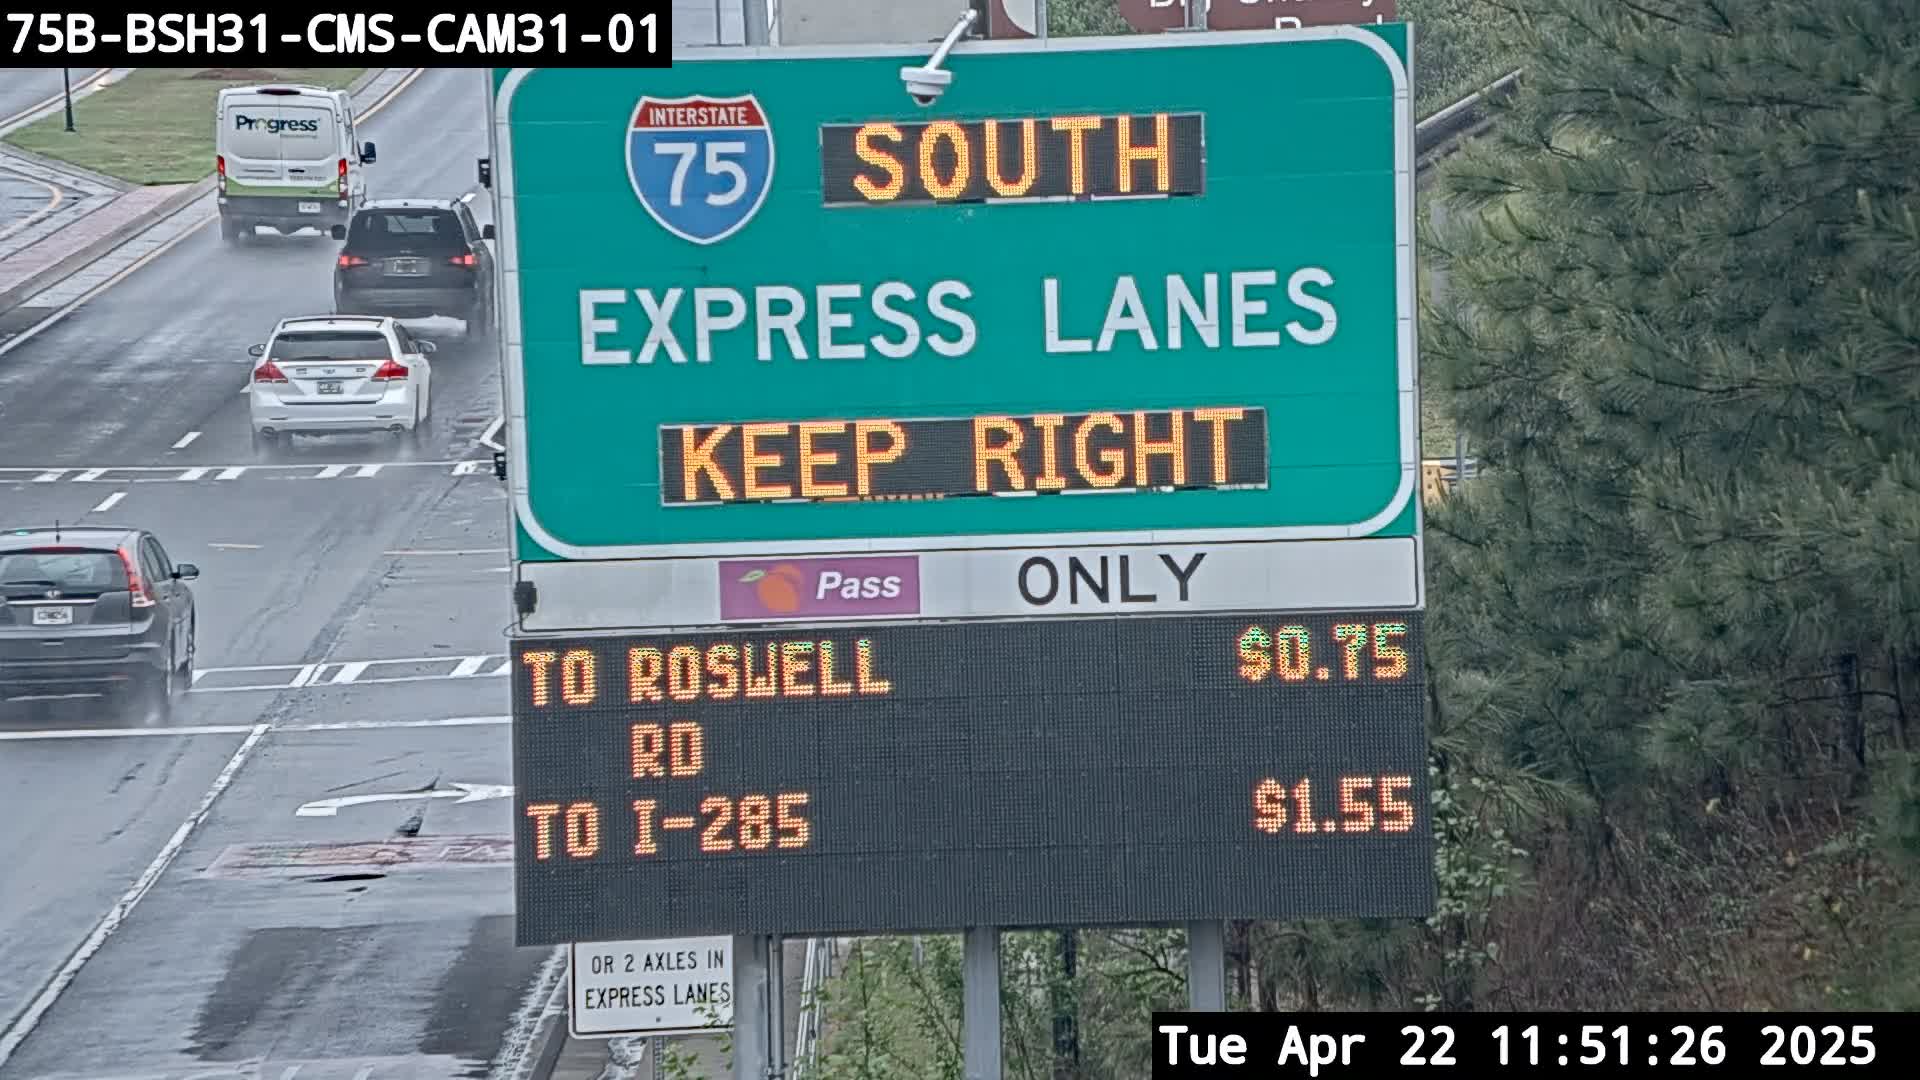 75B-BSH31-CMS-CAM31-01
Progress
INTERSTATE
75
SOUTH
EXPRESS LANES
KEEP RIGHT
Pass ONLY
TO ROSWELL $0.75
RD
TO I-285 $1.55
OR 2 AXLES IN
EXPRESS LANES
Tue Apr 22 11:51:26 2025